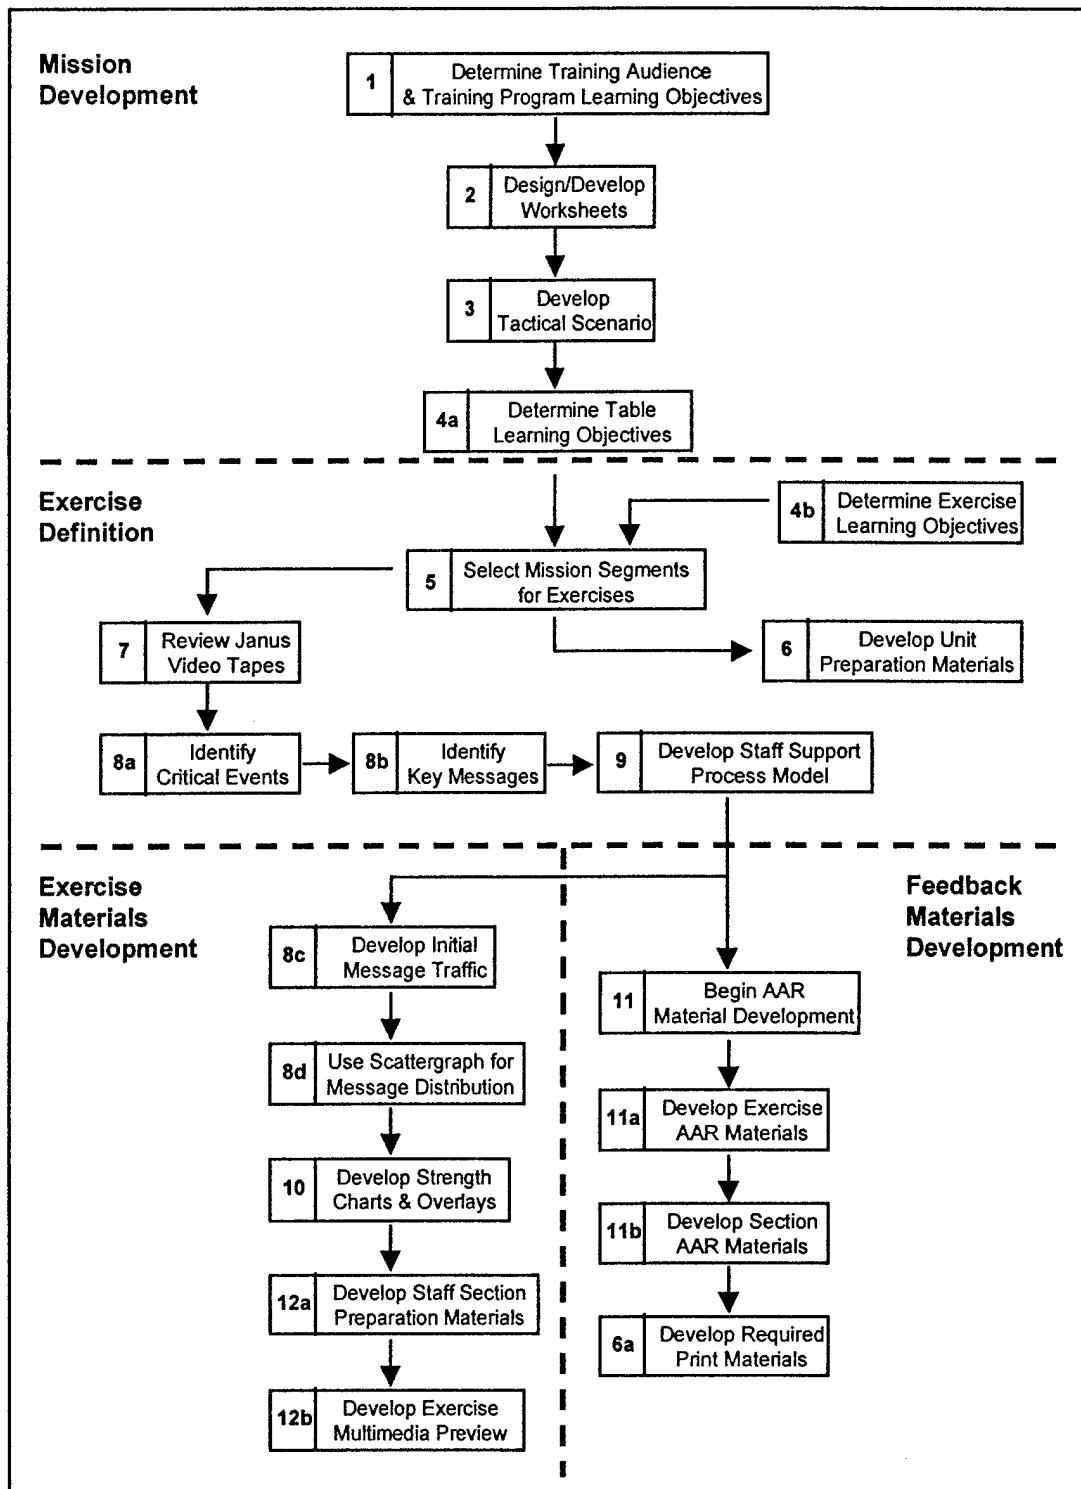 Mission
Development
1
Determine Training Audience
& Training Program Learning Objectives
2
Design/Develop
Worksheets
3
Develop
Tactical Scenario
4a
Determine Table
Learning Objectives
Exercise
Definition
4b
Determine Exercise
Learning Objectives
5
Select Mission Segments
for Exercises
7
Review Janus
Video Tapes
6
Develop Unit
Preparation Materials
8a
Identify
Critical Events
8b
Identify
Key Messages
9
Develop Staff Support
Process Model
Exercise
Materials
Development
Feedback
Materials
Development
8c
Develop Initial
Message Traffic
11
Begin AAR
Material Development
8d
Use Scattergraph for
Message Distribution
11a
Develop Exercise
AAR Materials
10
Develop Strength
Charts & Overlays
11b
Develop Section
AAR Materials
12a
Develop Staff Section
Preparation Materials
6a
Develop Required
Print Materials
12b
Develop Exercise
Multimedia Preview